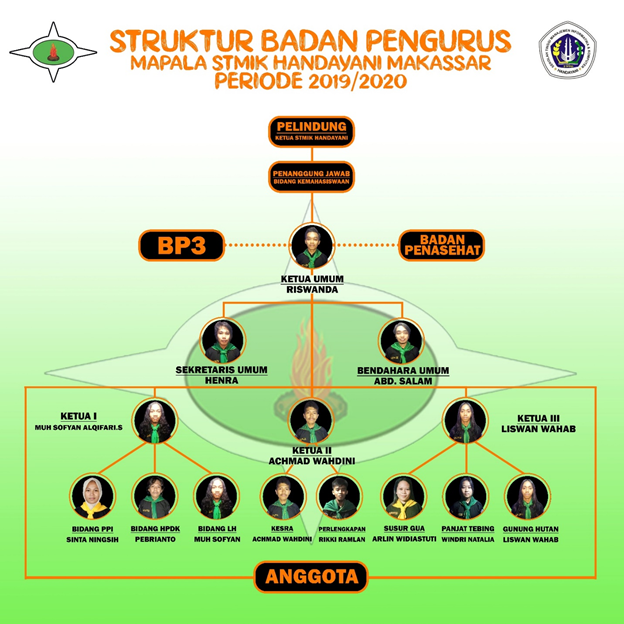 STRUKTUR BADAN PENGURUS
MAPALA STMIK HANDAYANI MAKASSAR
PERIODE 2019/2020
PELINDUNG
KETUA STMIK HANDAYANI
PENANGGUNG JAWAB
BIDANG KEMAHASISWAAN
BP3
BADAN
PENASEHAT
KETUA UMUM
RISWANDA
SEKRETARIS UMUM
HENRA
BENDAHARA UMUM
ABD. SALAM
KETUA I
MUH SOFYAN ALQIFARI.S
KETUA II
ACHMAD WAHDINI
KETUA III
LISWAN WAHAB
BIDANG PPI
SINTA NINGSIH
BIDANG HPDK
PEBRIANTO
BIDANG LH
MUH SOFYAN
KESRA
ACHMAD WAHDINI
PERLENGKAPAN
RIKKI RAMLAN
SUSUR GUA
ARLIN WIDIASTUTI
PANJAT TEBING
WINDRI NATALIA
GUNUNG HUTAN
LISWAN WAHAB
ANGGOTA